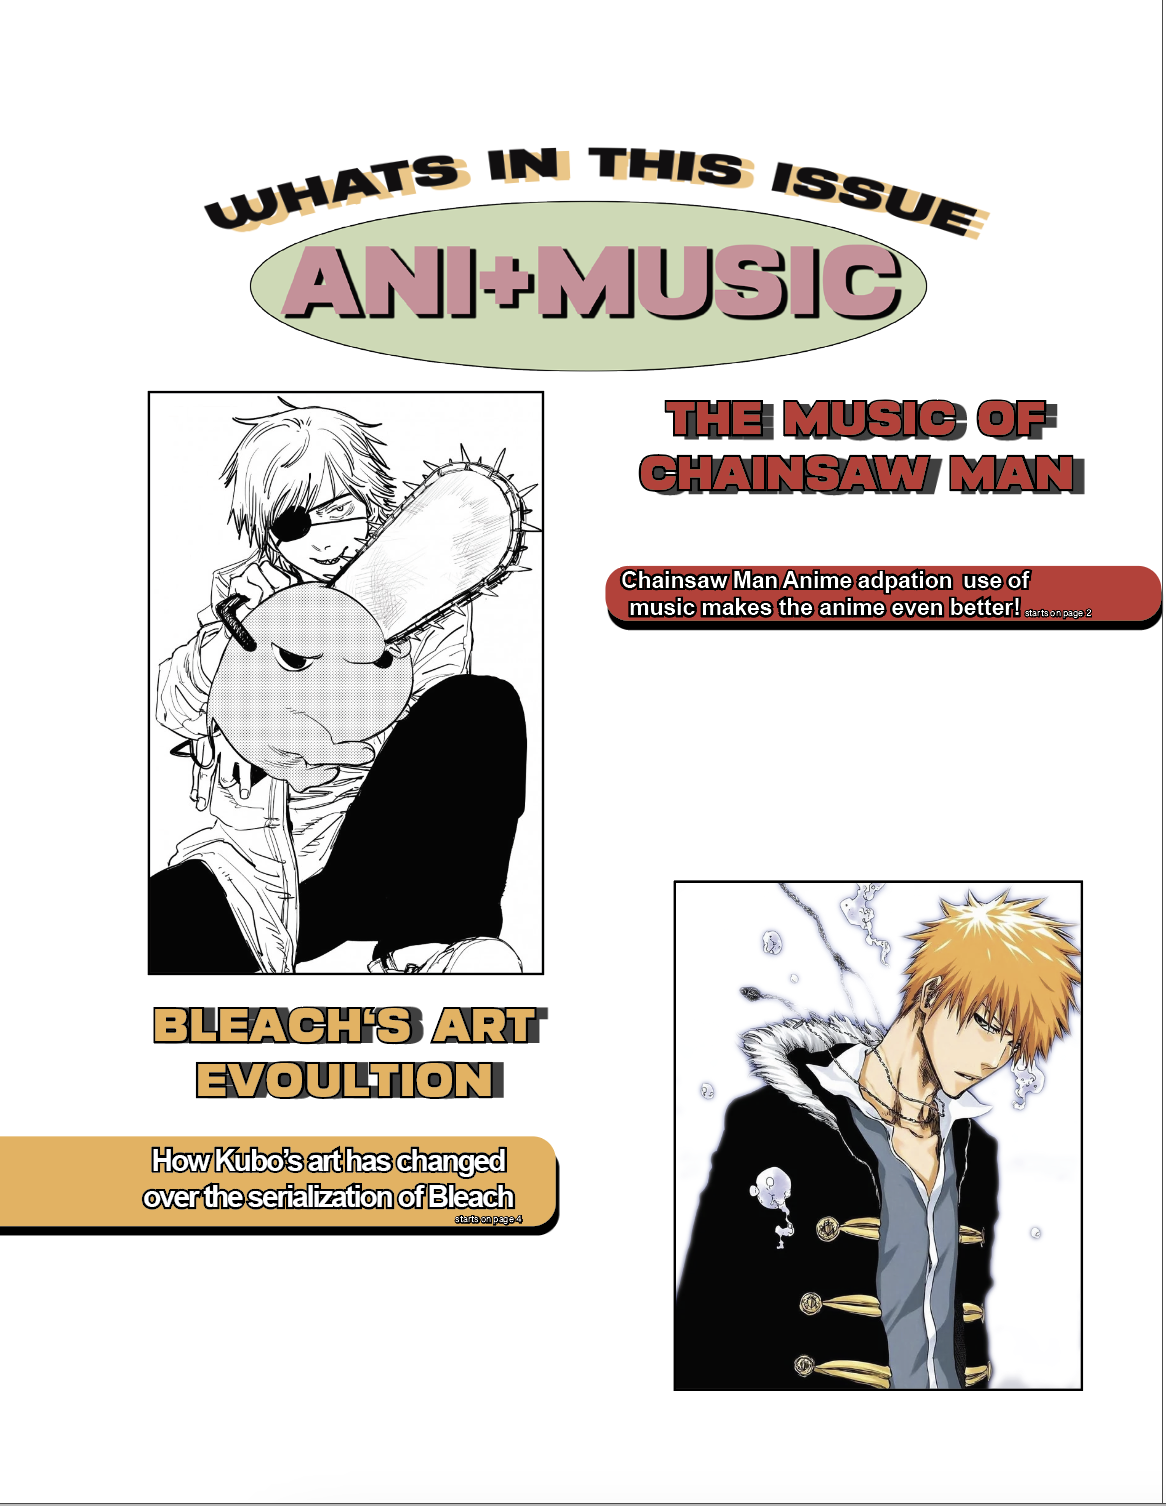 WHATS IN THIS ISSUE
ANI+MUSIC
THE MUSIC OF
CHAINSAW MAN
Chainsaw Man Anime adpation use of
music makes the anime even better! starts on page 2
BLEACH‘S ART
EVOULTION
How Kubo’s art has changed
over the serialization of Bleach
starts on page 4